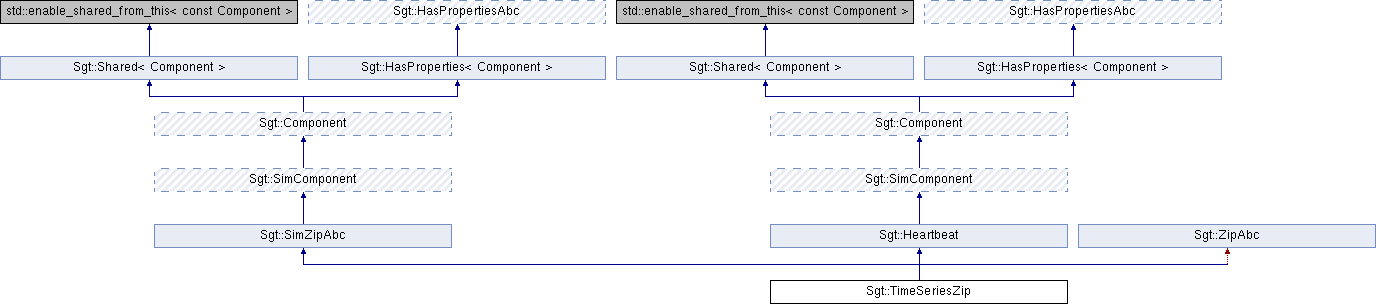 std::enable_shared_from_this< const Component >
Sgt::HasPropertiesAbc
std::enable_shared_from_this< const Component >
Sgt::HasPropertiesAbc
Sgt::Shared< Component >
Sgt::HasProperties< Component >
Sgt::Shared< Component >
Sgt::HasProperties< Component >
Sgt::Component
Sgt::Component
Sgt::SimComponent
Sgt::SimComponent
Sgt::SimZipAbc
Sgt::Heartbeat
Sgt::ZipAbc
Sgt::TimeSeriesZip